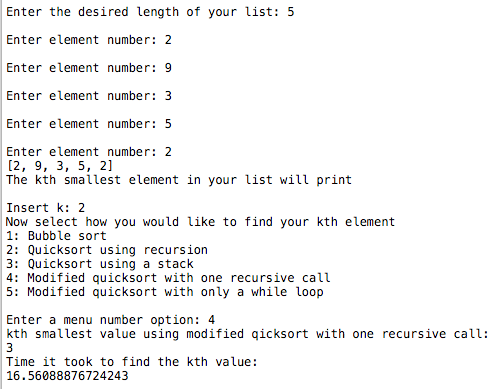 Enter the desired length of your list: 5
Enter element number: 2
Enter element number: 9
Enter element number: 3
Enter element number: 5
Enter element number: 2
[2, 9, 3, 5, 2]
The kth smallest element in your list will print
Insert k: 2
Now select how you would like to find your kth element
1: Bubble sort
2: Quicksort using recursion
3: Quicksort using a stack
4: Modified quicksort with one recursive call
5: Modified quicksort with only a while loop
Enter a menu number option: 4
kth smallest value using modified qicksort with one recursive call:
3
Time it took to find the kth value:
16.56088876724243